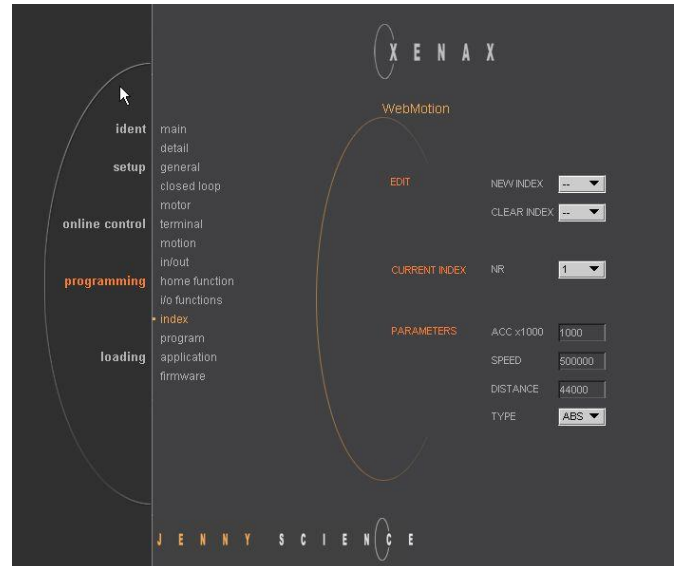 XENAX
WebMotion
ident main
detail
setup general
closed loop
motor
online control terminal
motion
in/out
programming home function
i/o functions
index
program
loading application
firmware
EDIT NEW INDEX --
CLEAR INDEX --
CURRENT INDEX NR 1
PARAMETERS ACC x1000 1000
SPEED 500000
DISTANCE 44000
TYPE ABS
JENNY SCIENCE